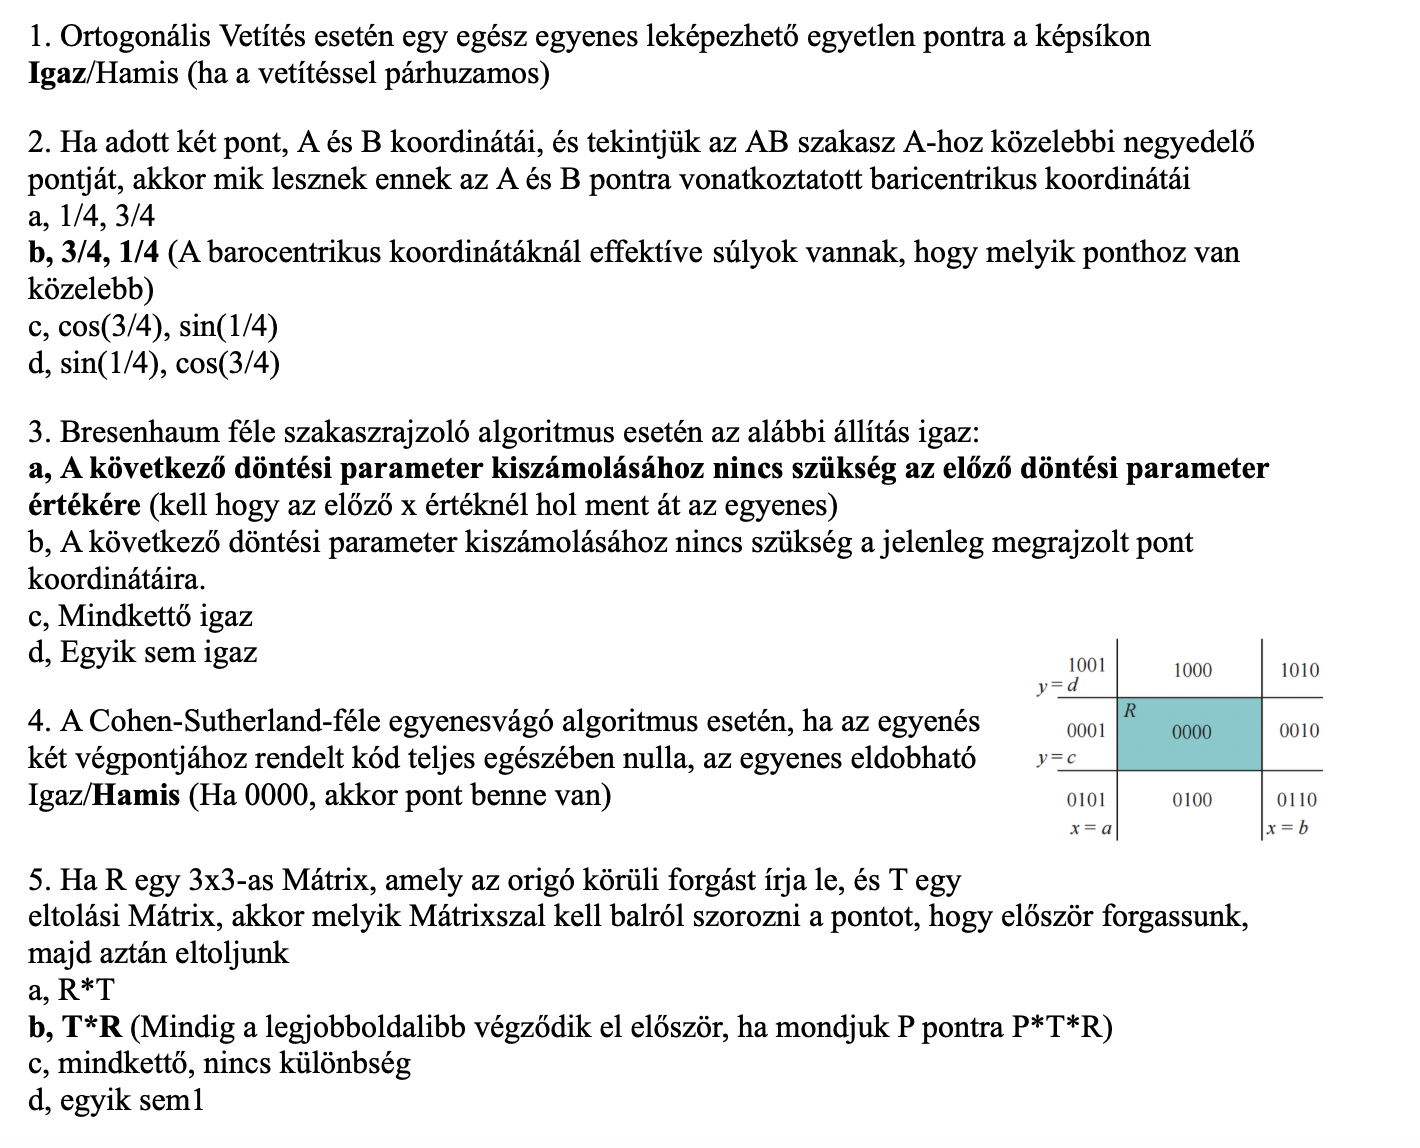 1. Ortogonális Vetítés esetén egy egész egyenes leképezhető egyetlen pontra a képsíkon
Igaz/Hamis (ha a vetítéssel párhuzamos)
2. Ha adott két pont, A és B koordinátái, és tekintjük az AB szakasz A-hoz közelebbi negyedelő
pontját, akkor mik lesznek ennek az A és B pontra vonatkoztatott baricentrikus koordinátái
a, 1/4, 3/4
b, 3/4, 1/4 (A barocentrikus koordinátáknál effektíve súlyok vannak, hogy melyik ponthoz van
közelebb)
c, cos(3/4), sin(1/4)
d, sin(1/4), cos(3/4)
3. Bresenhaum féle szakaszrajzoló algoritmus esetén az alábbi állítás igaz:
a, A következő döntési parameter kiszámolásához nincs szükség az előző döntési parameter
értékére (kell hogy az előző x értéknél hol ment át az egyenes)
b, A következő döntési parameter kiszámolásához nincs szükség a jelenleg megrajzolt pont
koordinátáira.
c, Mindkettő igaz
d, Egyik sem igaz
4. A Cohen-Sutherland-féle egyenesvágó algoritmus esetén, ha az egyenés
két végpontjához rendelt kód teljes egészében nulla, az egyenes eldobható
Igaz/Hamis (Ha 0000, akkor pont benne van)
1001 1000 1010
y = d
R
0001 0000 0010
y = c
0101 0100 0110
x = a x = b
5. Ha R egy 3x3-as Mátrix, amely az origó körüli forgást írja le, és T egy
eltolási Mátrix, akkor melyik Mátrixszal kell balról szorozni a pontot, hogy először forgassunk,
majd aztán eltoljunk
a, R*T
b, T*R (Mindig a legjobboldalibb végződik el először, ha mondjuk P pontra P*T*R)
c, mindkettő, nincs különbség
d, egyik sem1